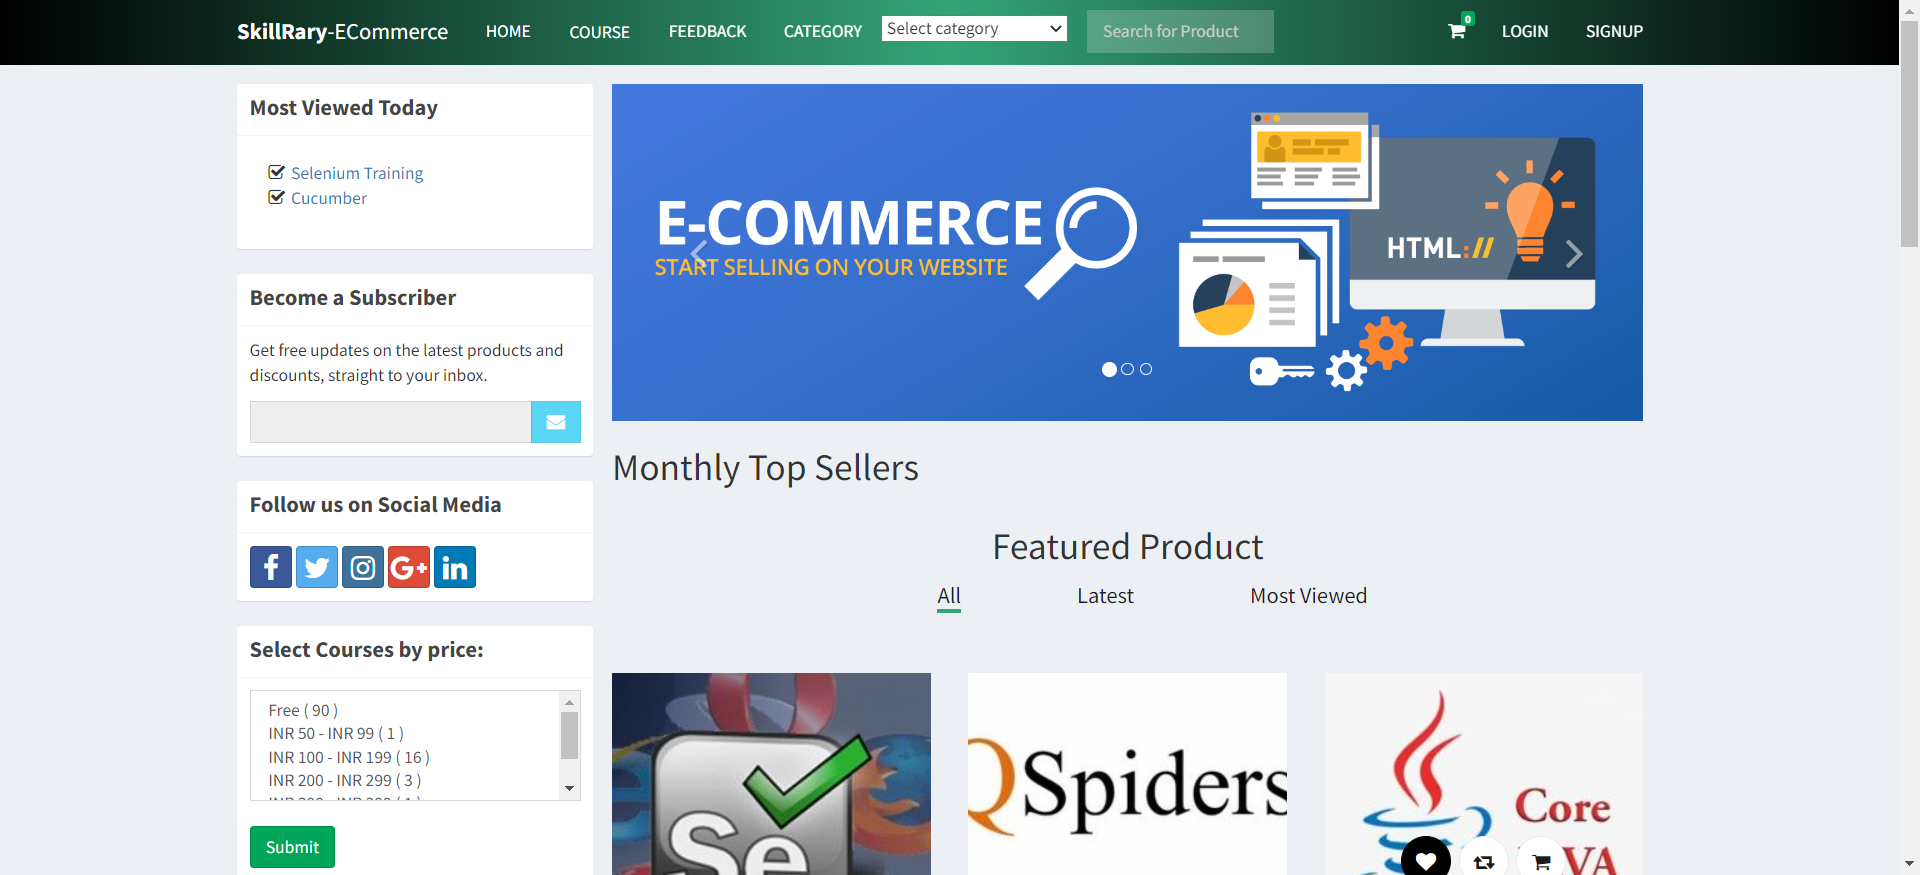 SkillRary-ECommerce
HOME
COURSE
FEEDBACK
CATEGORY
Select category
Search for Product
0
LOGIN
SIGNUP
Most Viewed Today
Selenium Training
Cucumber
Become a Subscriber
Get free updates on the latest products and
discounts, straight to your inbox.
Follow us on Social Media
Select Courses by price:
Free ( 90 )
INR 50 - INR 99 ( 1 )
INR 100 - INR 199 ( 16 )
INR 200 - INR 299 ( 3 )
Submit
E-COMMERCE
START SELLING ON YOUR WEBSITE
HTML://
Monthly Top Sellers
Featured Product
All
Latest
Most Viewed
Se
QSpiders
Core